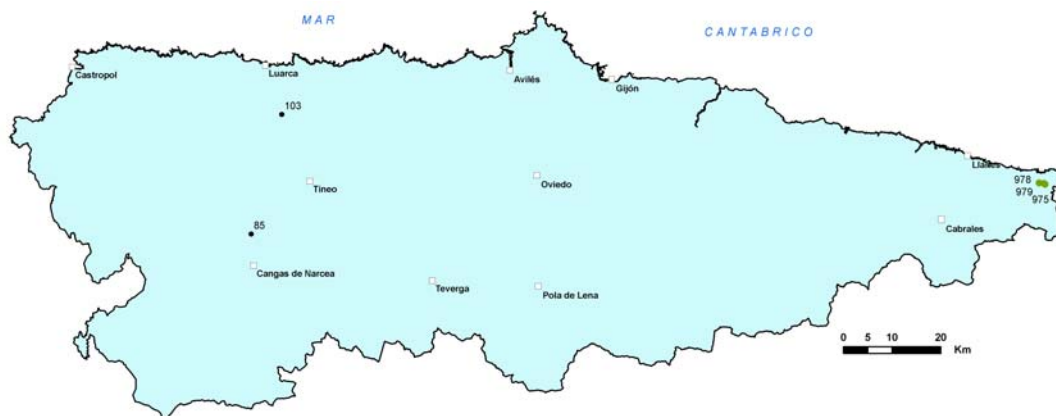 MAR
CANTABRICO
Castropol
Luarca
Avilés
Gijón
103
Llanes
Tineo
Oviedo
978
979
975
85
Cabrales
Cangas de Narcea
Teverga
Pola de Lena
0 5 10 20
Km